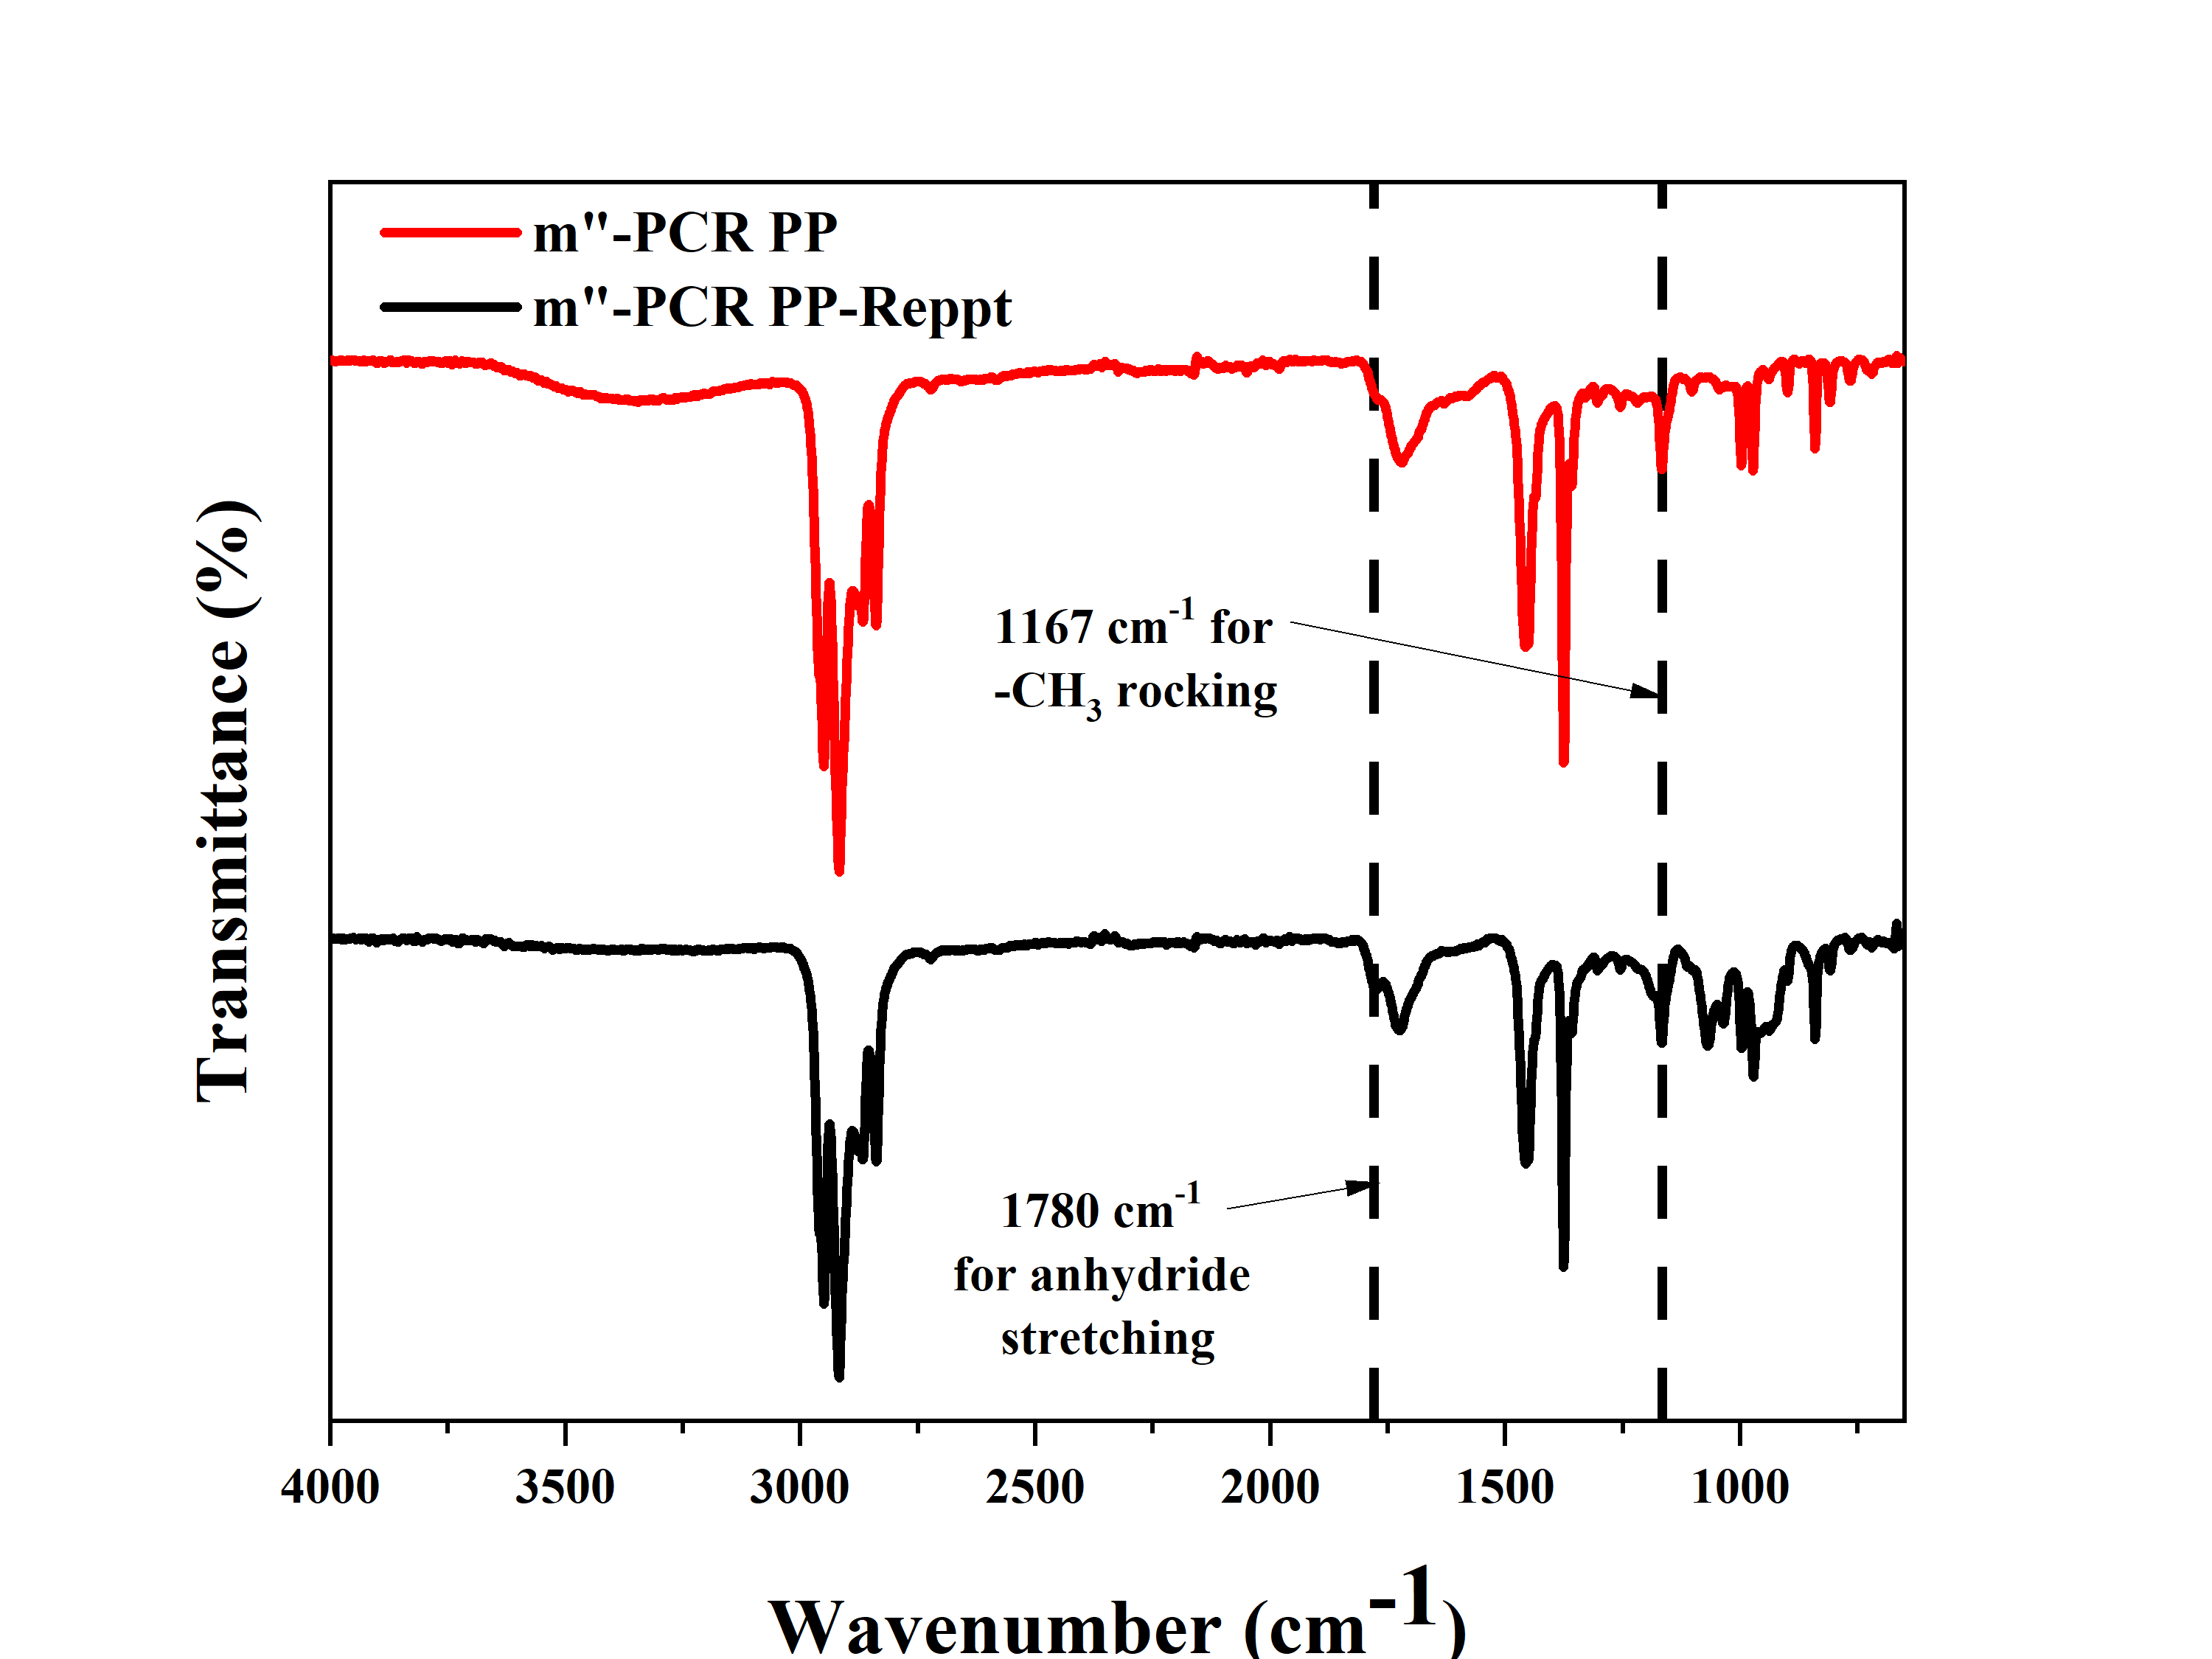 m"-PCR PP
m"-PCR PP-Reppt
1167 cm⁻¹ for
-CH₃ rocking
1780 cm⁻¹
for anhydride
stretching
Transmittance (%)
4000 3500 3000 2500 2000 1500 1000
Wavenumber (cm⁻¹)